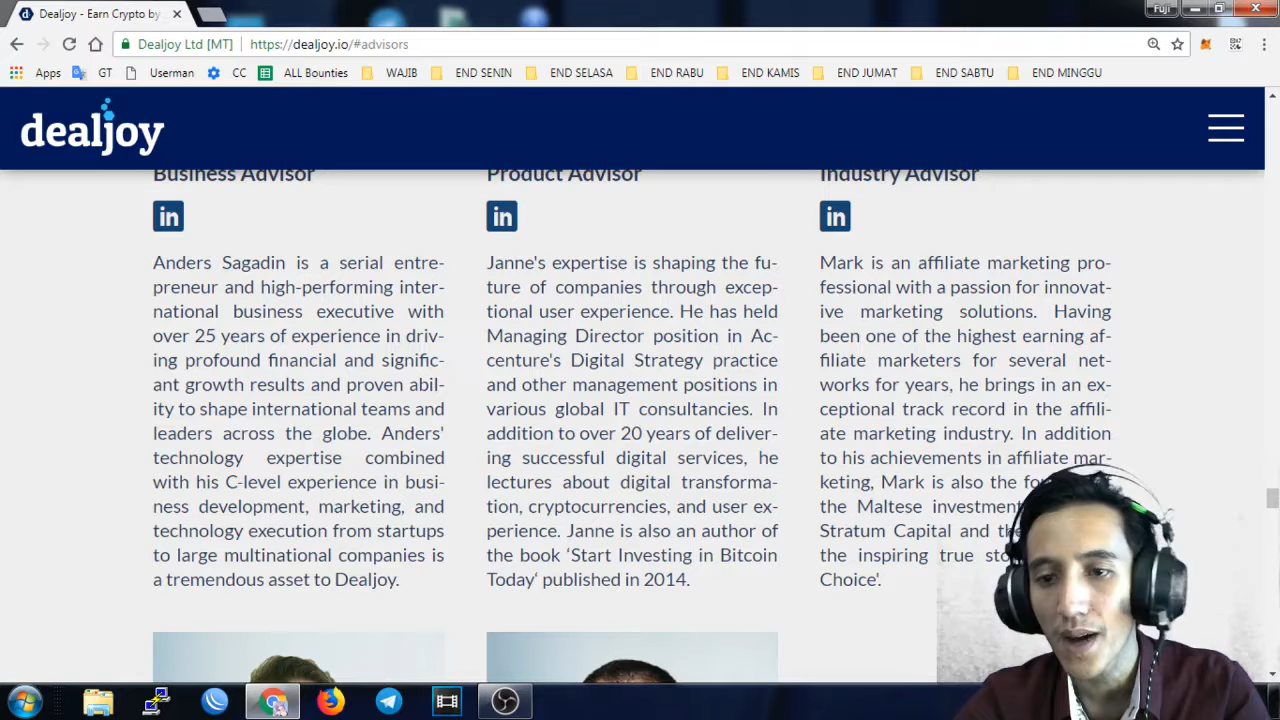 Dealjoy - Earn Crypto by
Fuji
Dealjoy Ltd [MT]
https://dealjoy.io/#advisors
Apps
GT
Userman
CC
ALL Bounties
WAJIB
END SENIN
END SELASA
END RABU
END KAMIS
END JUMAT
END SABTU
END MINGGU
dealjoy
Business Advisor
in
Anders Sagadin is a serial entre-
preneur and high-performing inter-
national business executive with
over 25 years of experience in driv-
ing profound financial and signific-
ant growth results and proven abil-
ity to shape international teams and
leaders across the globe. Anders'
technology expertise combined
with his C-level experience in busi-
ness development, marketing, and
technology execution from startups
to large multinational companies is
a tremendous asset to Dealjoy.
Product Advisor
in
Janne's expertise is shaping the fu-
ture of companies through excep-
tional user experience. He has held
Managing Director position in Ac-
centure's Digital Strategy practice
and other management positions in
various global IT consultancies. In
addition to over 20 years of deliver-
ing successful digital services, he
lectures about digital transforma-
tion, cryptocurrencies, and user ex-
perience. Janne is also an author of
the book ‘Start Investing in Bitcoin
Today‘ published in 2014.
Industry Advisor
in
Mark is an affiliate marketing pro-
fessional with a passion for innovat-
ive marketing solutions. Having
been one of the highest earning af-
filiate marketers for several net-
works for years, he brings in an ex-
ceptional track record in the affili-
ate marketing industry. In addition
to his achievements in affiliate mar-
keting, Mark is also the
the Maltese investment
Stratum Capital and
the inspiring true
Choice'.